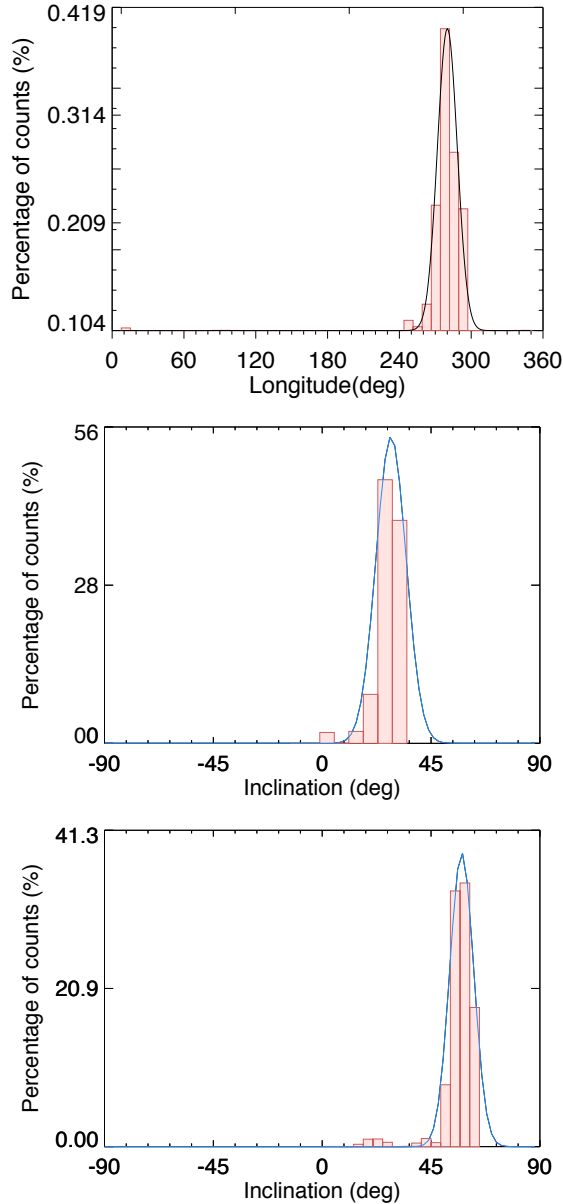 Percentage of counts (%)
0.419
0.314
0.209
0.104
0 60 120 180 240 300 360
Longitude(deg)
Percentage of counts (%)
56
28
00
-90 -45 0 45 90
Inclination (deg)
Percentage of counts (%)
41.3
20.9
0.00
-90 -45 0 45 90
Inclination (deg)